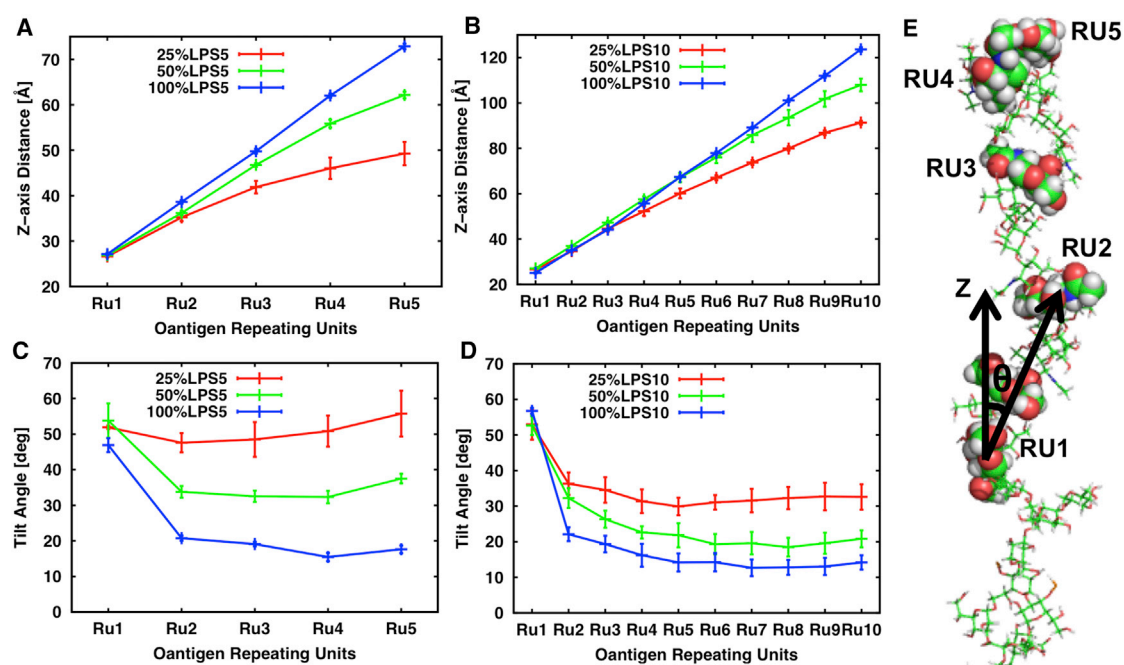 A
25%LPS5
50%LPS5
100%LPS5
Z-axis Distance [Å]
70
60
50
40
30
20
Ru1 Ru2 Ru3 Ru4 Ru5
Oantigen Repeating Units
B
25%LPS10
50%LPS10
100%LPS10
Z-axis Distance [Å]
120
100
80
60
40
20
Ru1 Ru2 Ru3 Ru4 Ru5 Ru6 Ru7 Ru8 Ru9 Ru10
Oantigen Repeating Units
C
25%LPS5
50%LPS5
100%LPS5
Tilt Angle [deg]
70
60
50
40
30
20
10
0
Ru1 Ru2 Ru3 Ru4 Ru5
Oantigen Repeating Units
D
25%LPS10
50%LPS10
100%LPS10
Tilt Angle [deg]
70
60
50
40
30
20
10
0
Ru1 Ru2 Ru3 Ru4 Ru5 Ru6 Ru7 Ru8 Ru9 Ru10
Oantigen Repeating Units
E
RU5
RU4
RU3
RU2
Z
θ
RU1